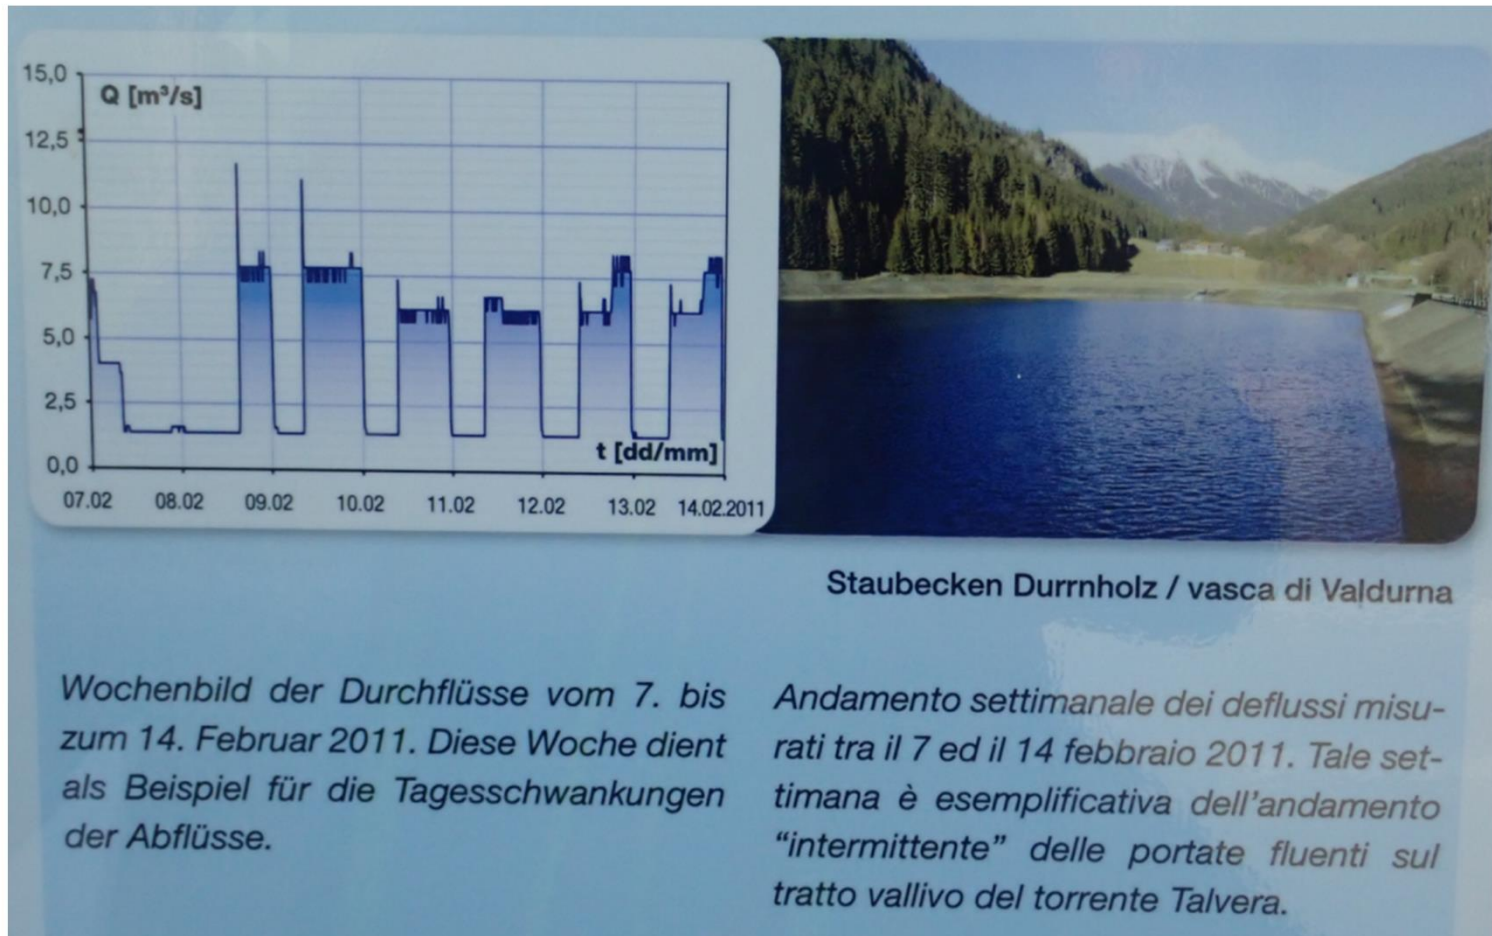 15,0
Q [m³/s]
12,5
10,0
7,5
5,0
2,5
t [dd/mm]
0,0
07.02 08.02 09.02 10.02 11.02 12.02 13.02 14.02.2011
Staubecken Durrnholz / vasca di Valdurna
Wochenbild der Durchflüsse vom 7. bis
zum 14. Februar 2011. Diese Woche dient
als Beispiel für die Tagesschwankungen
der Abflüsse.
Andamento settimanale dei deflussi misu-
rati tra il 7 ed il 14 febbraio 2011. Tale set-
timana è esemplificativa dell'andamento
“intermittente” delle portate fluenti sul
tratto vallivo del torrente Talvera.